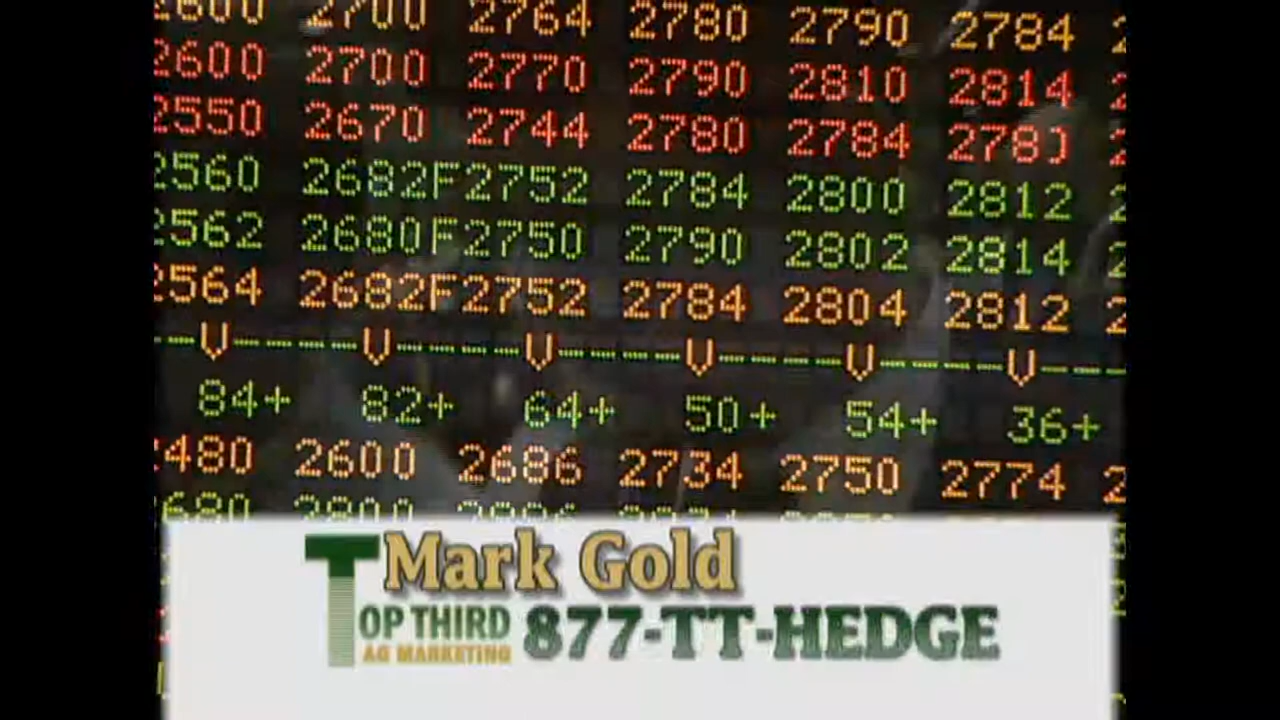 2600 2700 2764 2780 2790 2784
2600 2700 2770 2790 2810 2814
2550 2670 2744 2780 2784
2560 2682F2752 2784 2800 2812
2562 2680F2750 2790 2802 2814
2564 2682F2752 2784 2804 2812
V V V V V V
84+ 82+ 64+ 50+ 54+ 36+
2480 2600 2686 2734 2750 2774
Mark Gold
TOP THIRD
AG MARKETING
877-TT-HEDGE